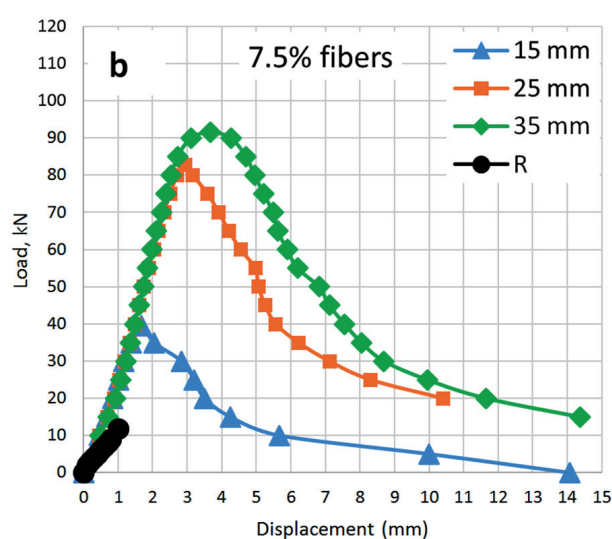 b
7.5% fibers
15 mm
25 mm
35 mm
R
Load, kN
120
110
100
90
80
70
60
50
40
30
20
10
0
0 1 2 3 4 5 6 7 8 9 10 11 12 13 14 15
Displacement (mm)